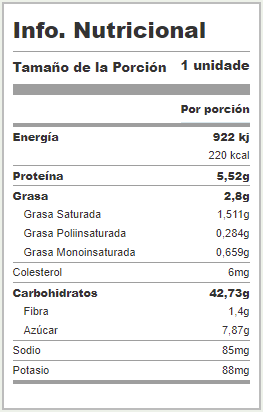 Info. Nutricional
Tamaño de la Porción 1 unidade
Por porción
Energía 922 kj
220 kcal
Proteína 5,52g
Grasa 2,8g
Grasa Saturada 1,511g
Grasa Poliinsaturada 0,284g
Grasa Monoinsaturada 0,659g
Colesterol 6mg
Carbohidratos 42,73g
Fibra 1,4g
Azúcar 7,87g
Sodio 85mg
Potasio 88mg